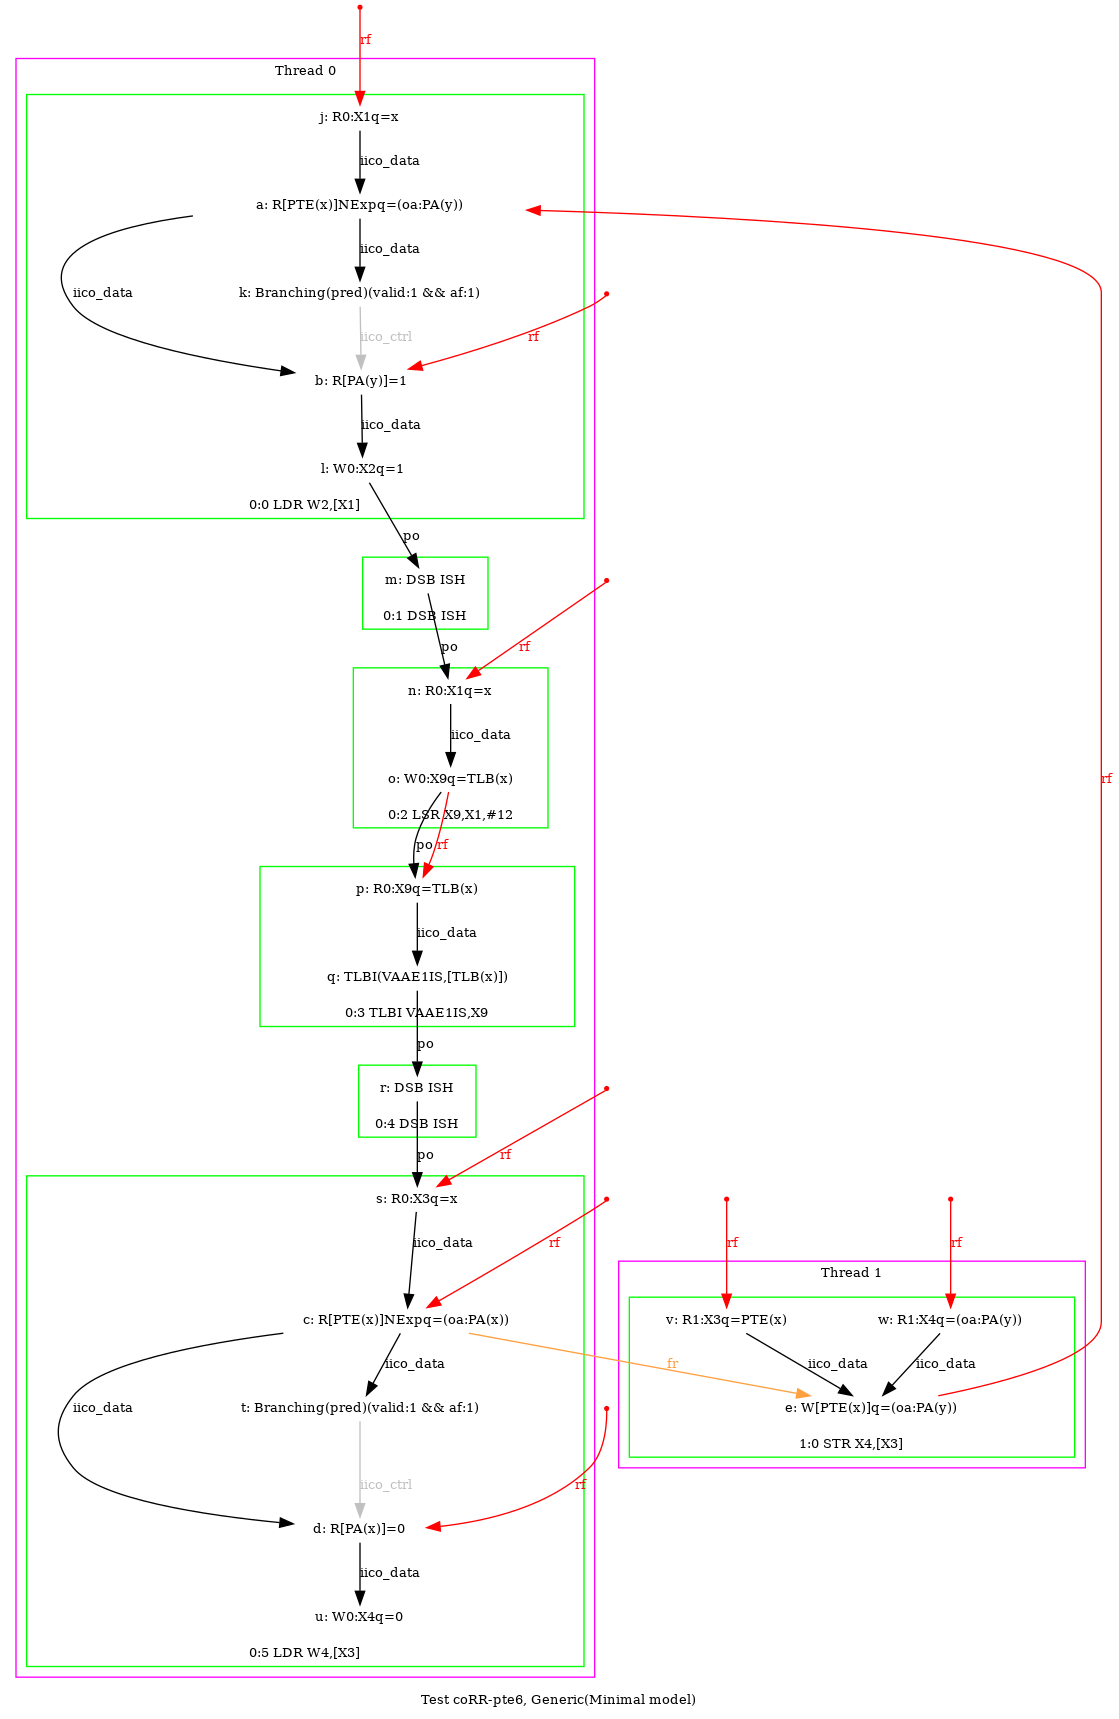 rf
Thread 0
j: R0:X1q=x
iico_data
a: R[PTE(x)]NExpq=(oa:PA(y))
iico_data
iico_data
k: Branching(pred)(valid:1 && af:1)
iico_ctrl
rf
b: R[PA(y)]=1
iico_data
l: W0:X2q=1
0:0 LDR W2,[X1]
po
m: DSB ISH
0:1 DSB ISH
po
rf
n: R0:X1q=x
iico_data
o: W0:X9q=TLB(x)
rf
0:2 LSR X9,X1,#12
po
rf
p: R0:X9q=TLB(x)
iico_data
q: TLBI(VAAE1IS,[TLB(x)])
0:3 TLBI VAAE1IS,X9
po
r: DSB ISH
0:4 DSB ISH
po
rf
s: R0:X3q=x
iico_data
rf
rf
rf
Thread 1
c: R[PTE(x)]NExpq=(oa:PA(x))
v: R1:X3q=PTE(x)
w: R1:X4q=(oa:PA(y))
iico_data
fr
iico_data
iico_data
iico_data
t: Branching(pred)(valid:1 && af:1)
e: W[PTE(x)]q=(oa:PA(y))
1:0 STR X4,[X3]
iico_ctrl
rf
d: R[PA(x)]=0
iico_data
u: W0:X4q=0
0:5 LDR W4,[X3]
Test coRR-pte6, Generic(Minimal model)